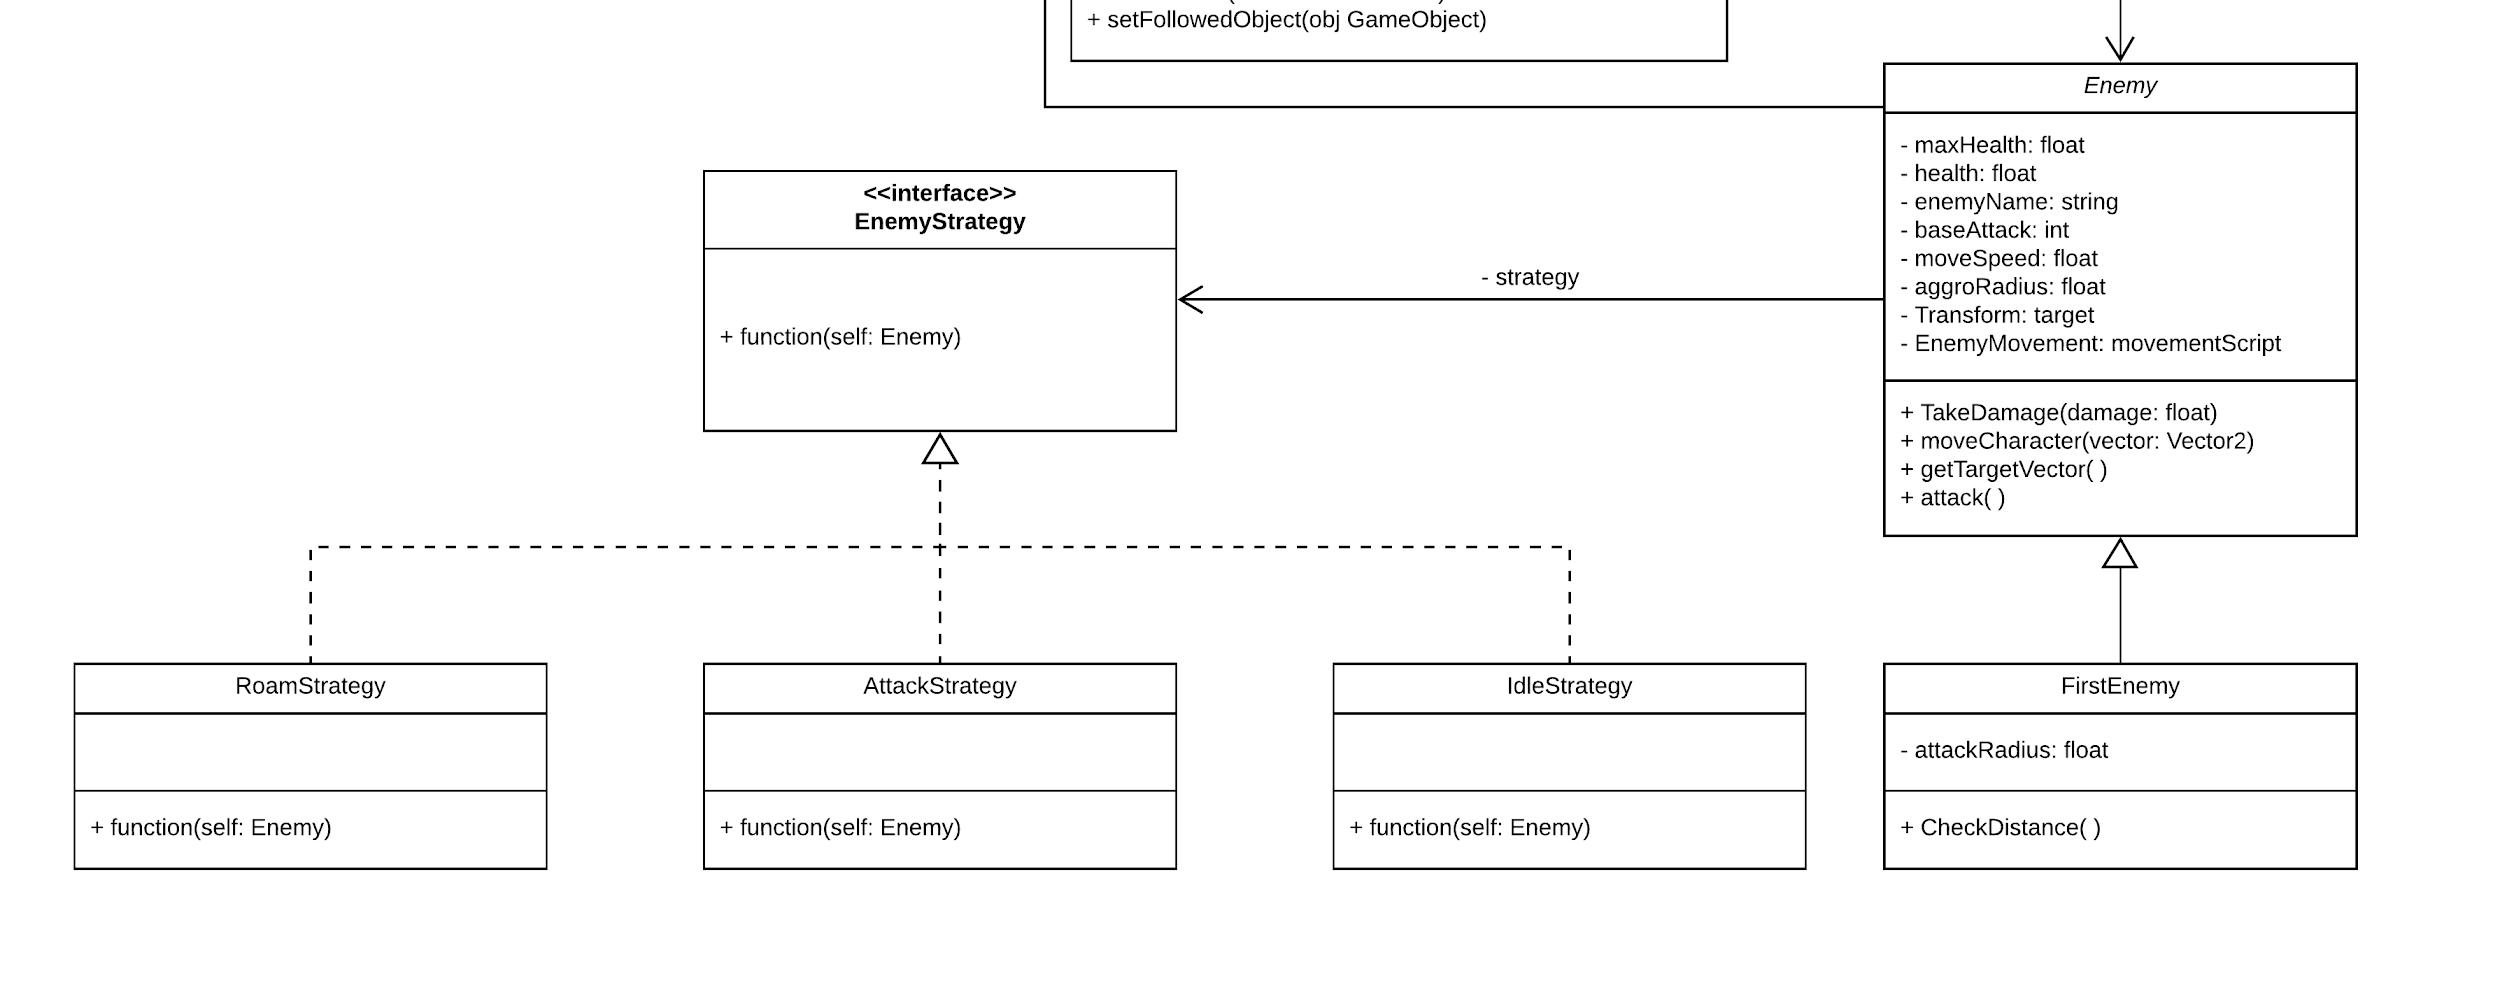 + setFollowedObject(obj GameObject)
Enemy
- maxHealth: float
- health: float
- enemyName: string
- baseAttack: int
- moveSpeed: float
- aggroRadius: float
- Transform: target
- EnemyMovement: movementScript
+ TakeDamage(damage: float)
+ moveCharacter(vector: Vector2)
+ getTargetVector( )
+ attack( )
<<interface>>
EnemyStrategy
+ function(self: Enemy)
- strategy
RoamStrategy
+ function(self: Enemy)
AttackStrategy
+ function(self: Enemy)
IdleStrategy
+ function(self: Enemy)
FirstEnemy
- attackRadius: float
+ CheckDistance( )